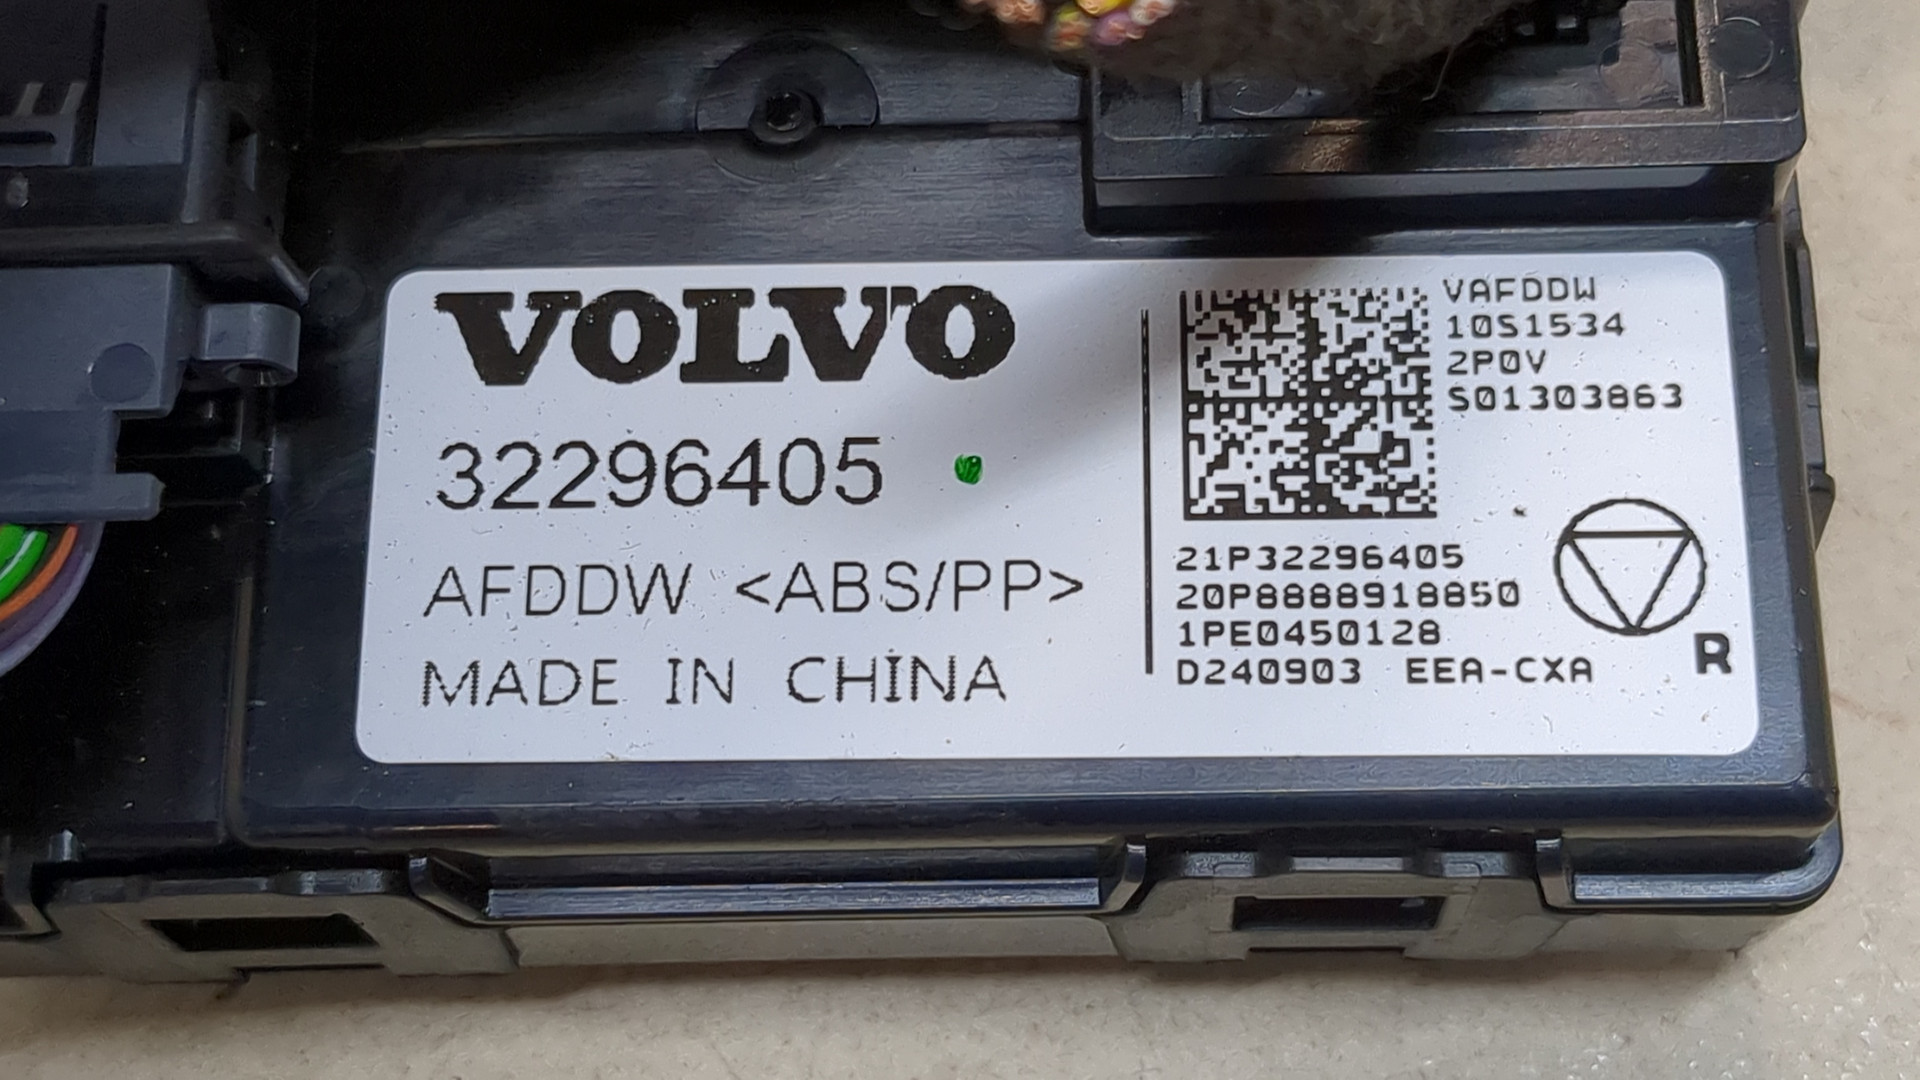 VOLVO
32296405
AFDDW <ABS/PP>
MADE IN CHINA
VAFDDW
10S1534
2P0V
S01303863
21P32296405
20P8888918850
1PE0450128
D240903 EEA-CXA
R